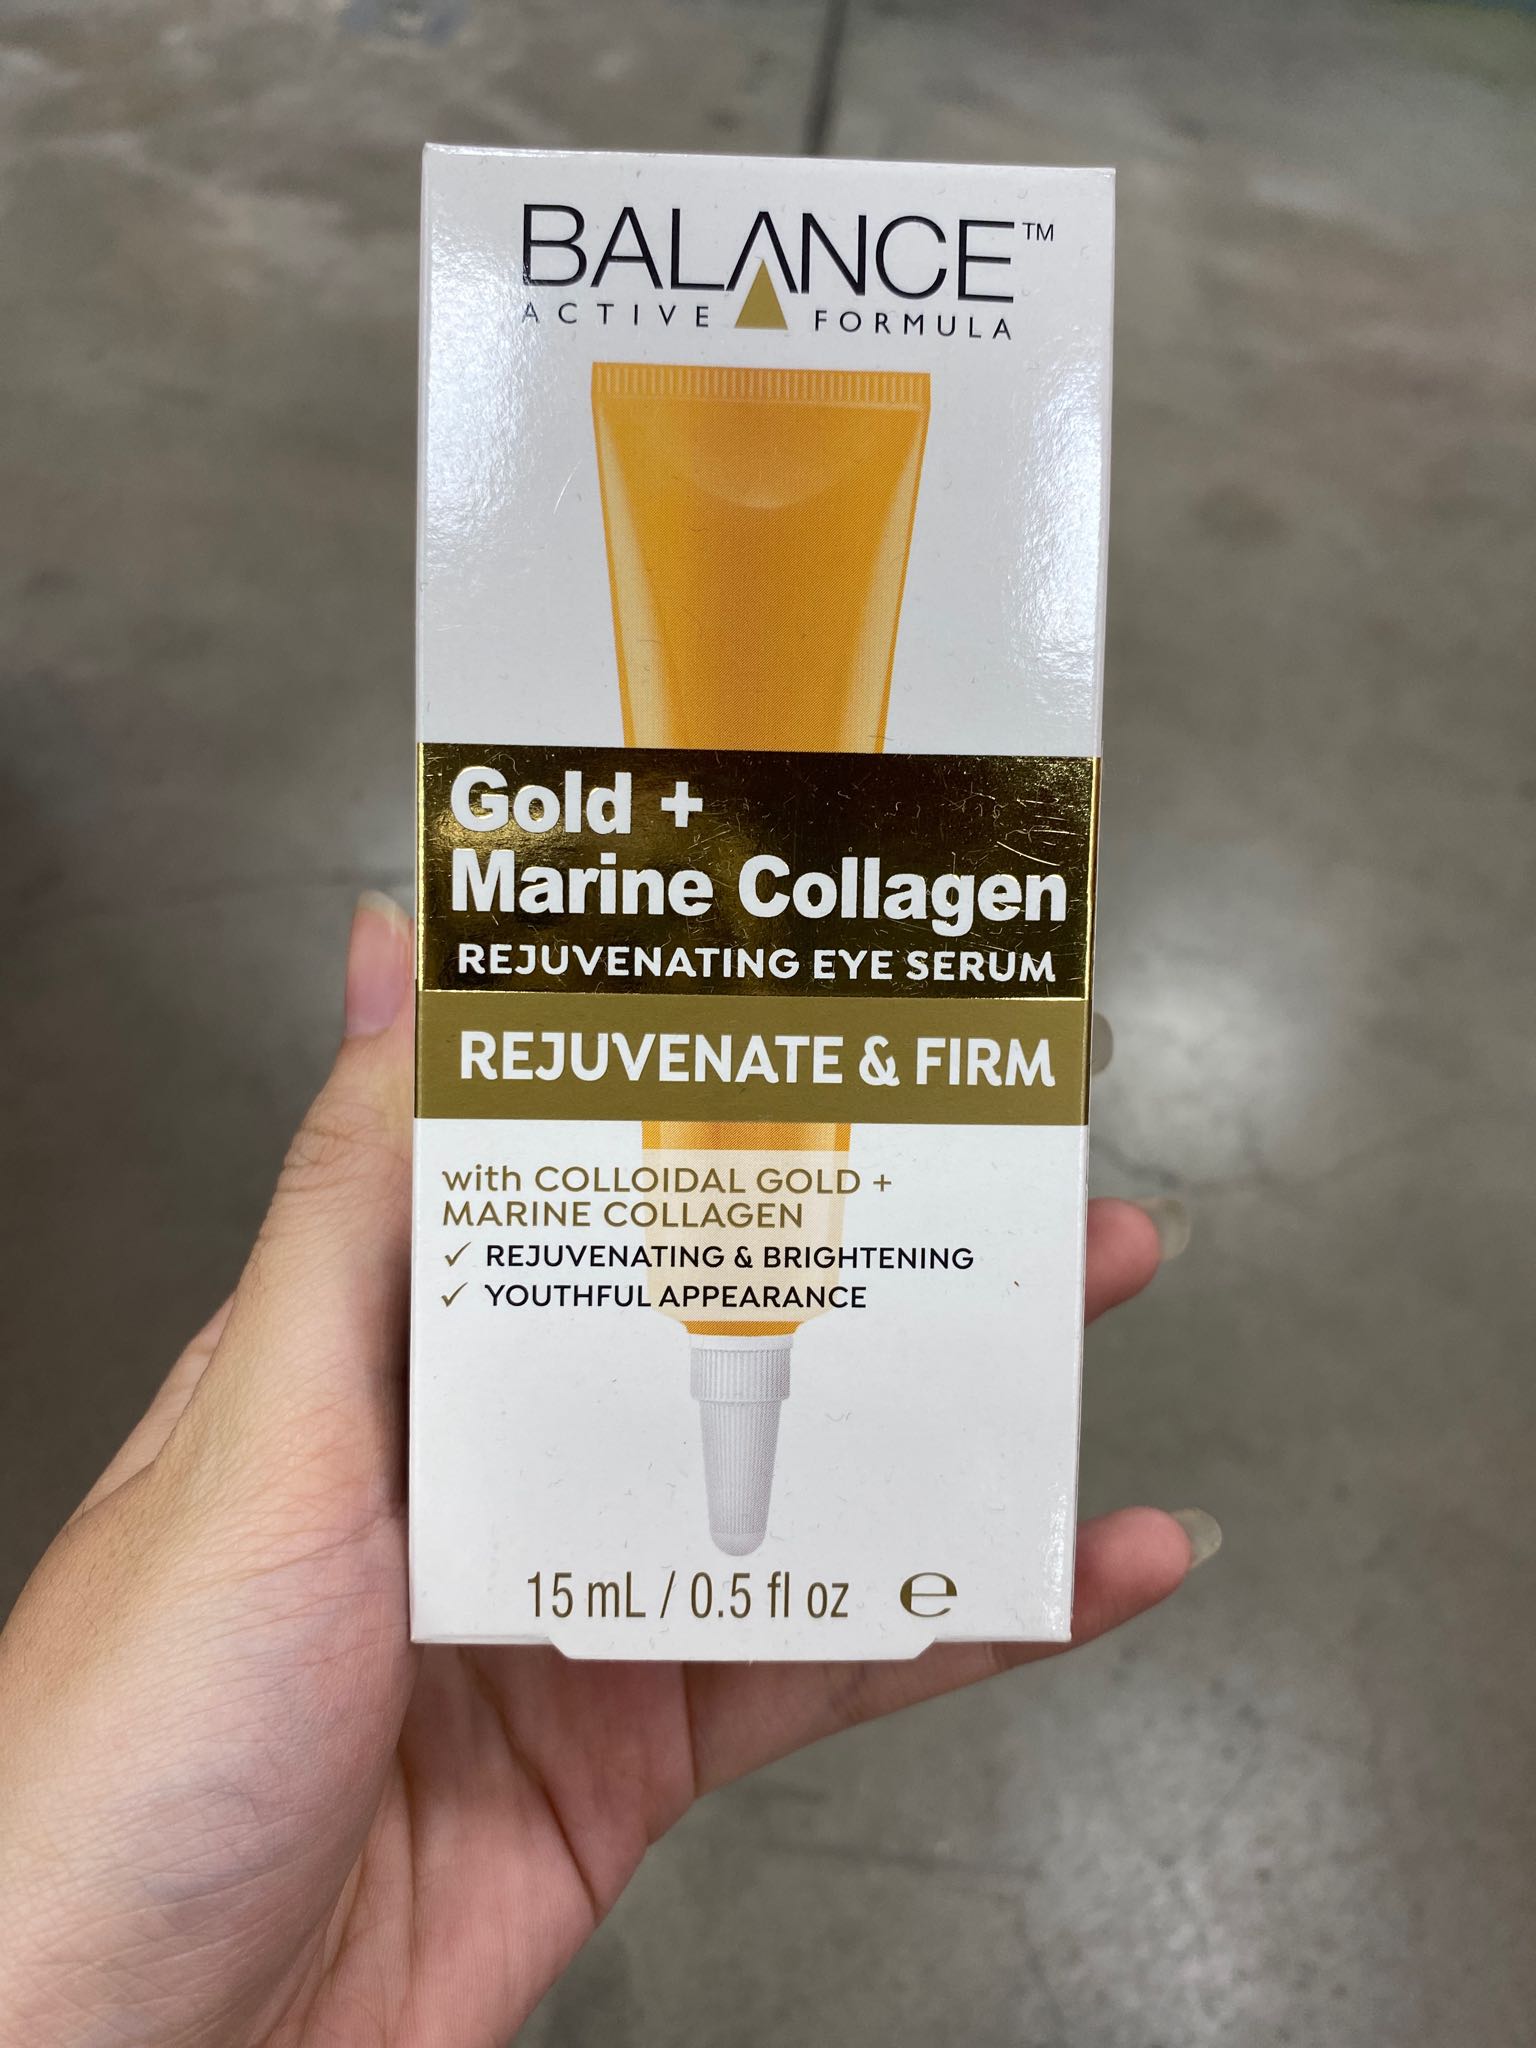 BALANCE™
ACTIVE FORMULA
Gold +
Marine Collagen
REJUVENATING EYE SERUM
REJUVENATE & FIRM
with COLLOIDAL GOLD +
MARINE COLLAGEN
✓ REJUVENATING & BRIGHTENING
✓ YOUTHFUL APPEARANCE
15 mL / 0.5 fl oz ℮